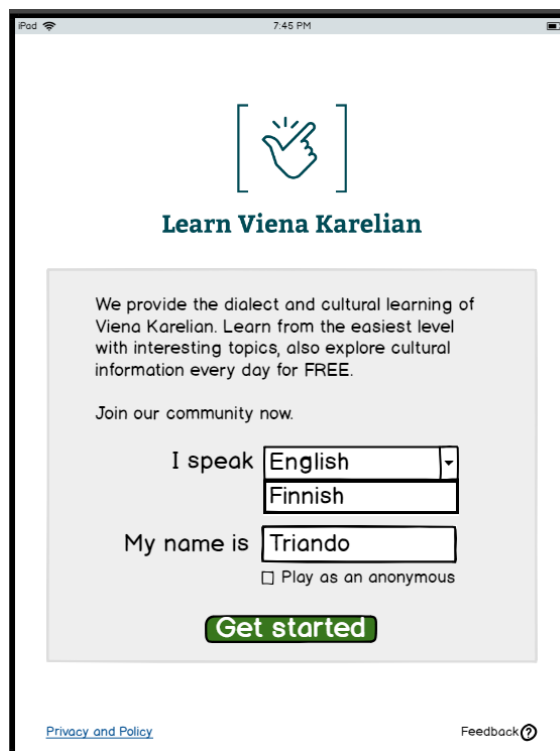 iPad 7:45 PM
Learn Viena Karelian
We provide the dialect and cultural learning of
Viena Karelian. Learn from the easiest level
with interesting topics, also explore cultural
information every day for FREE.
Join our community now.
I speak English
Finnish
My name is Triando
Play as an anonymous
Get started
Privacy and Policy Feedback ?